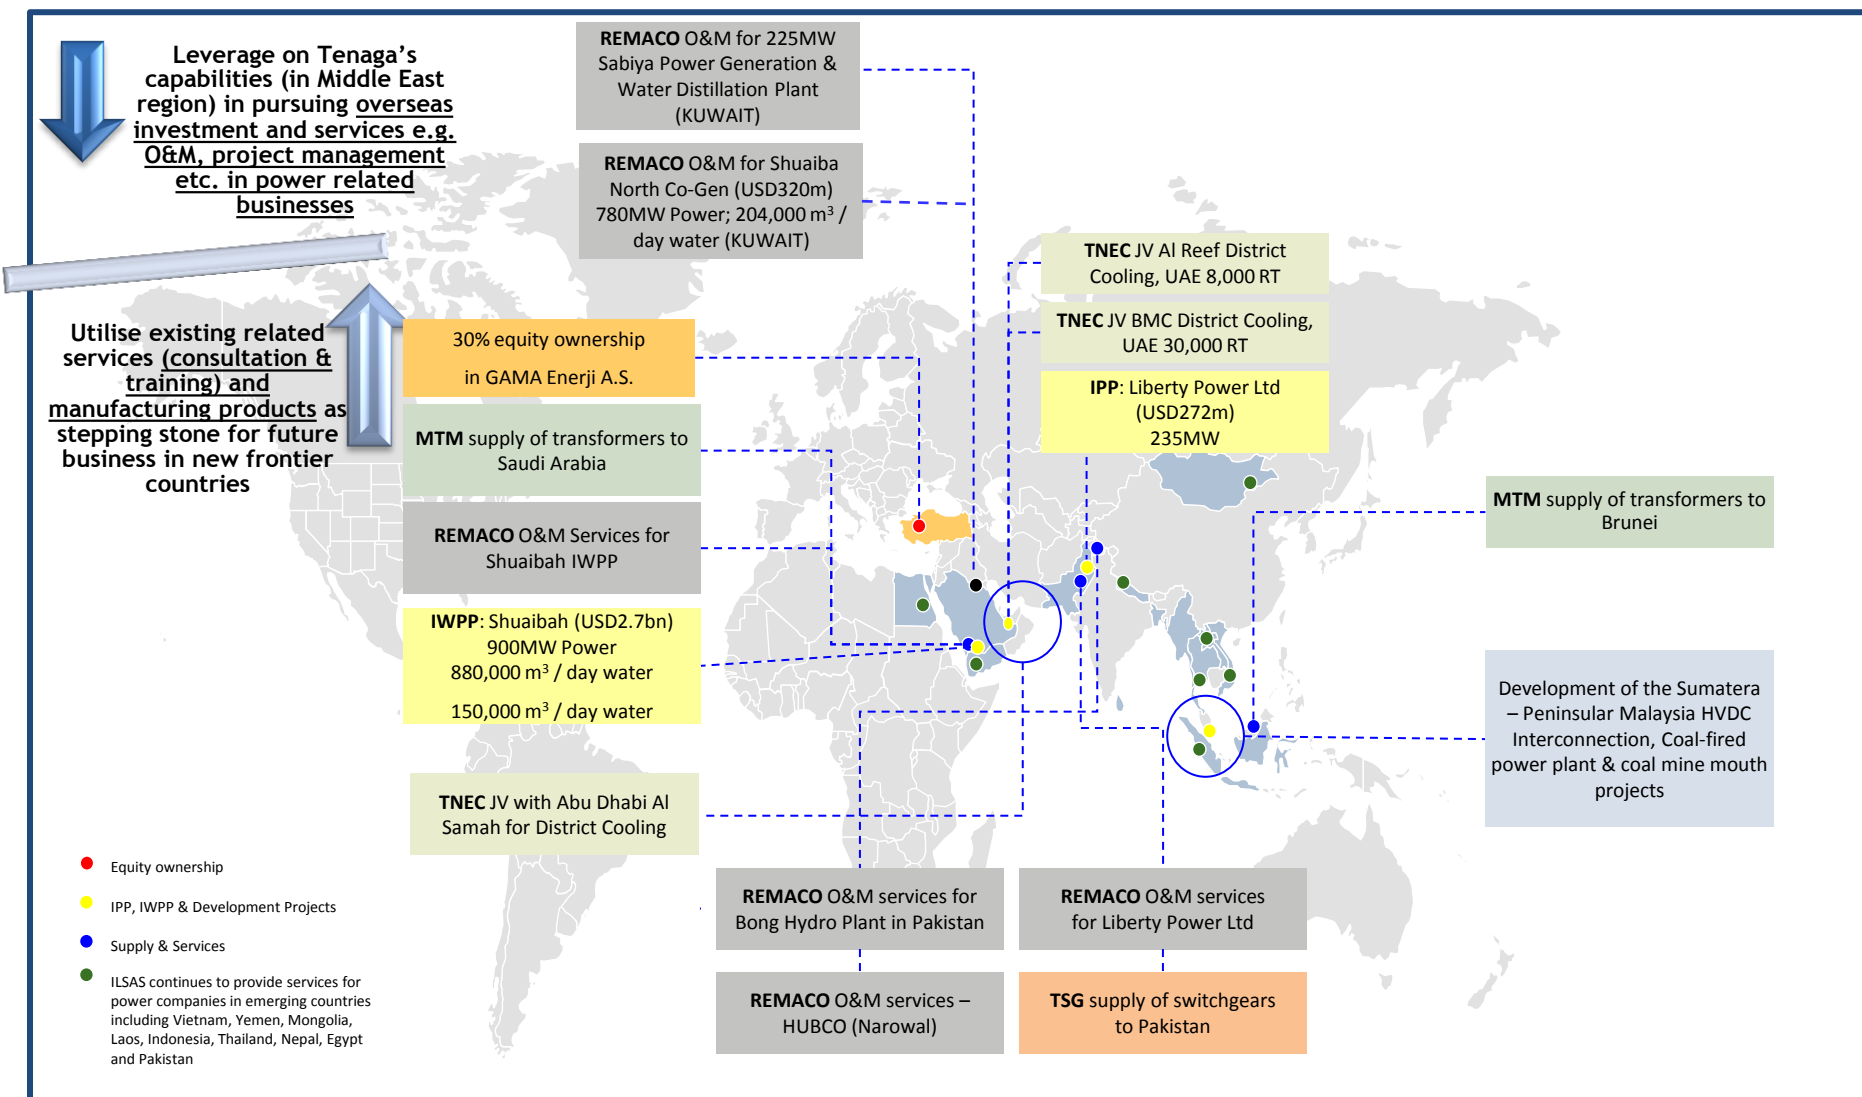 Leverage on Tenaga's
capabilities (in Middle East
region) in pursuing overseas
investment and services e.g.
O&M, project management
etc. in power related
businesses
Utilise existing related
services (consultation &
training) and
manufacturing products as
stepping stone for future
business in new frontier
countries
REMACO O&M for 225MW
Sabiya Power Generation &
Water Distillation Plant
(KUWAIT)
REMACO O&M for Shuaiba
North Co-Gen (USD320m)
780MW Power; 204,000 m³ /
day water (KUWAIT)
TNEC JV Al Reef District
Cooling, UAE 8,000 RT
TNEC JV BMC District Cooling,
UAE 30,000 RT
IPP: Liberty Power Ltd
(USD272m)
235MW
30% equity ownership
in GAMA Enerji A.S.
MTM supply of transformers to
Saudi Arabia
REMACO O&M Services for
Shuaibah IWPP
IWPP: Shuaibah (USD2.7bn)
900MW Power
880,000 m³ / day water
150,000 m³ / day water
TNEC JV with Abu Dhabi Al
Samah for District Cooling
MTM supply of transformers to
Brunei
Development of the Sumatera
– Peninsular Malaysia HVDC
Interconnection, Coal-fired
power plant & coal mine mouth
projects
REMACO O&M services for
Bong Hydro Plant in Pakistan
REMACO O&M services
for Liberty Power Ltd
REMACO O&M services –
HUBCO (Narowal)
TSG supply of switchgears
to Pakistan
Equity ownership
IPP, IWPP & Development Projects
Supply & Services
ILSAS continues to provide services for
power companies in emerging countries
including Vietnam, Yemen, Mongolia,
Laos, Indonesia, Thailand, Nepal, Egypt
and Pakistan